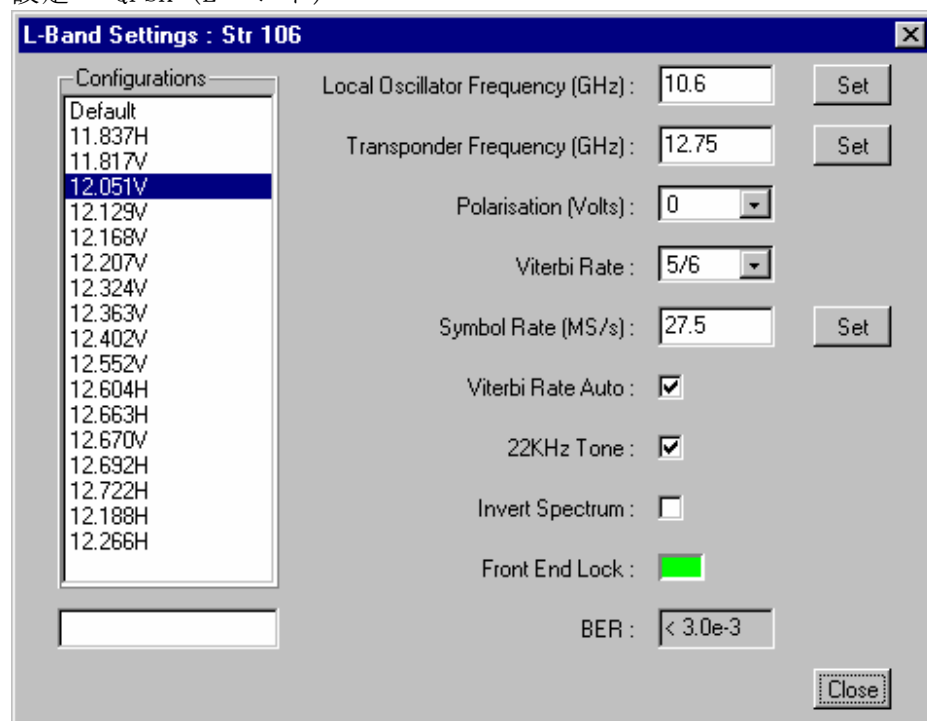 L-Band Settings : Str 106
Configurations
Default
11.837H
11.817V
12.051V
12.129V
12.168V
12.207V
12.324V
12.363V
12.402V
12.552V
12.604H
12.663H
12.670V
12.692H
12.722H
12.188H
12.266H
Local Oscillator Frequency (GHz) : 10.6 Set
Transponder Frequency (GHz) : 12.75 Set
Polarisation (Volts) : 0
Viterbi Rate : 5/6
Symbol Rate (MS/s) : 27.5 Set
Viterbi Rate Auto :
22KHz Tone :
Invert Spectrum :
Front End Lock :
BER : < 3.0e-3
Close